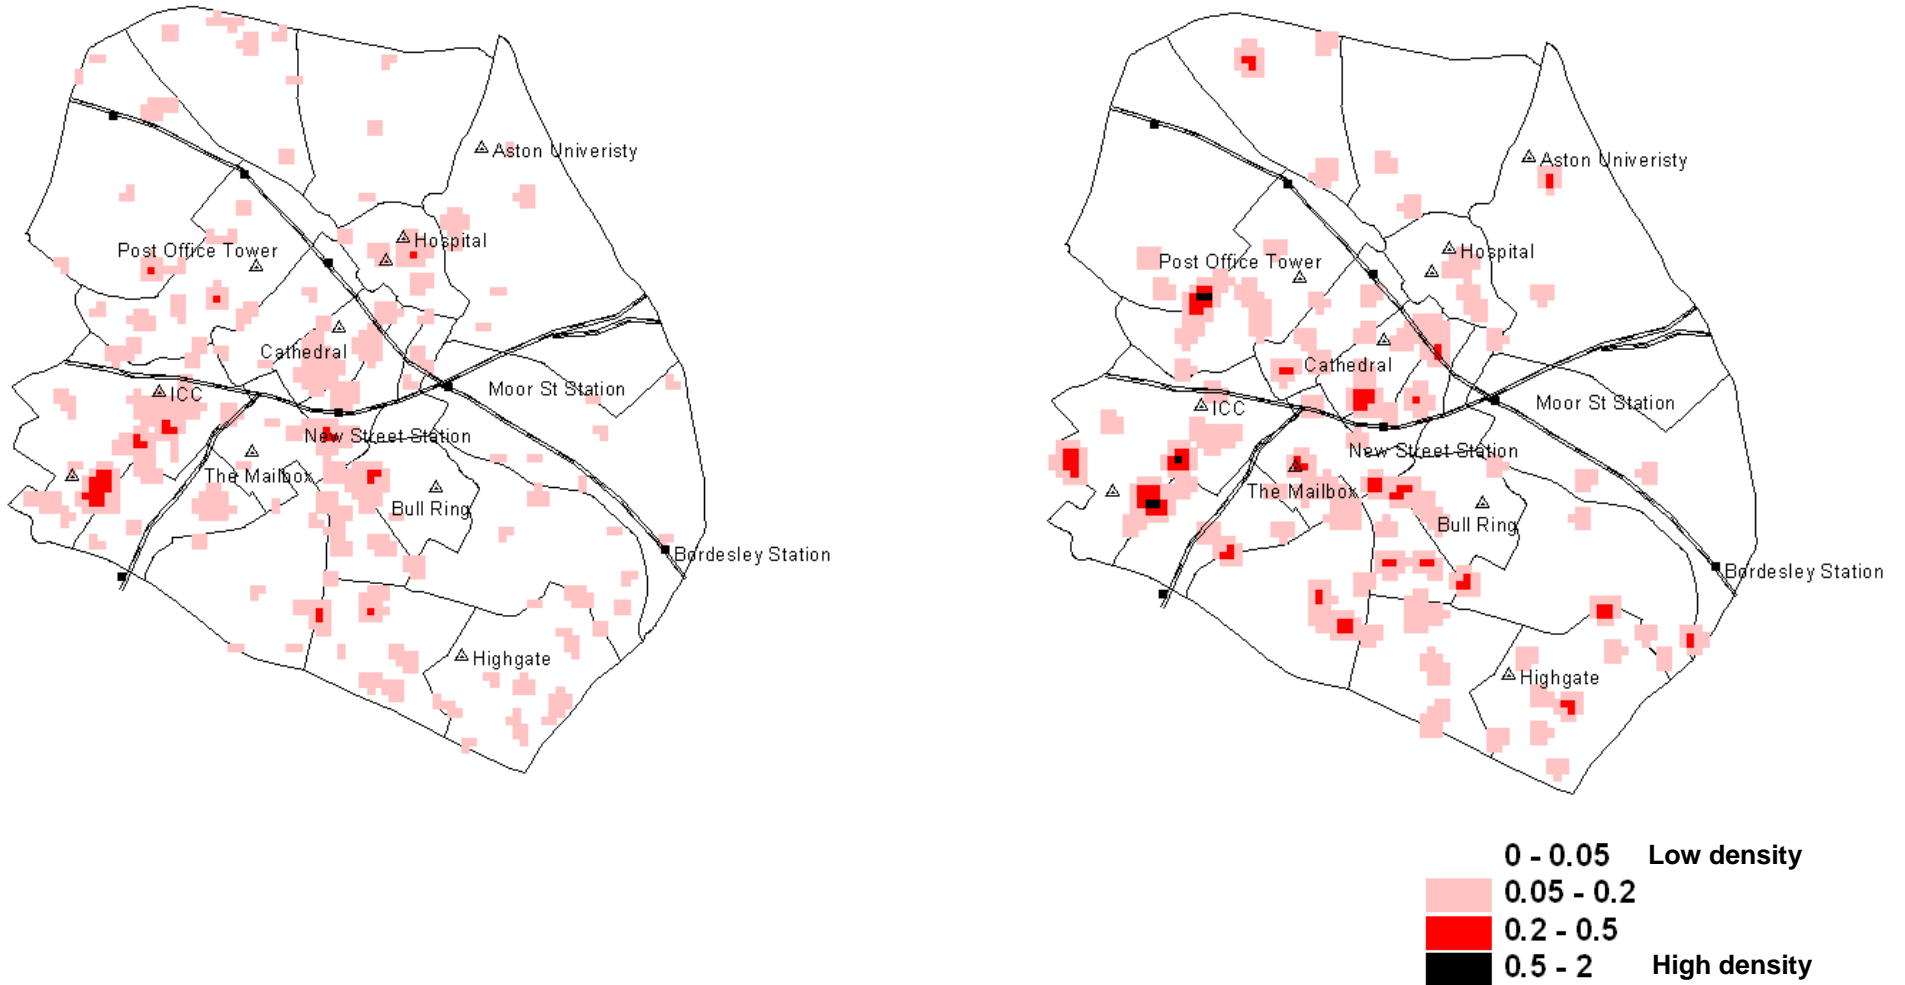 Aston Univeristy
Hospital
Post Office Tower
Cathedral
Moor St Station
ICC
New Street Station
The Mailbox
Bull Ring
Bordesley Station
Highgate
Aston Univeristy
Hospital
Post Office Tower
Cathedral
Moor St Station
ICC
New Street Station
The Mailbox
Bull Ring
Bordesley Station
Highgate
0 - 0.05 Low density
0.05 - 0.2
0.2 - 0.5
0.5 - 2 High density